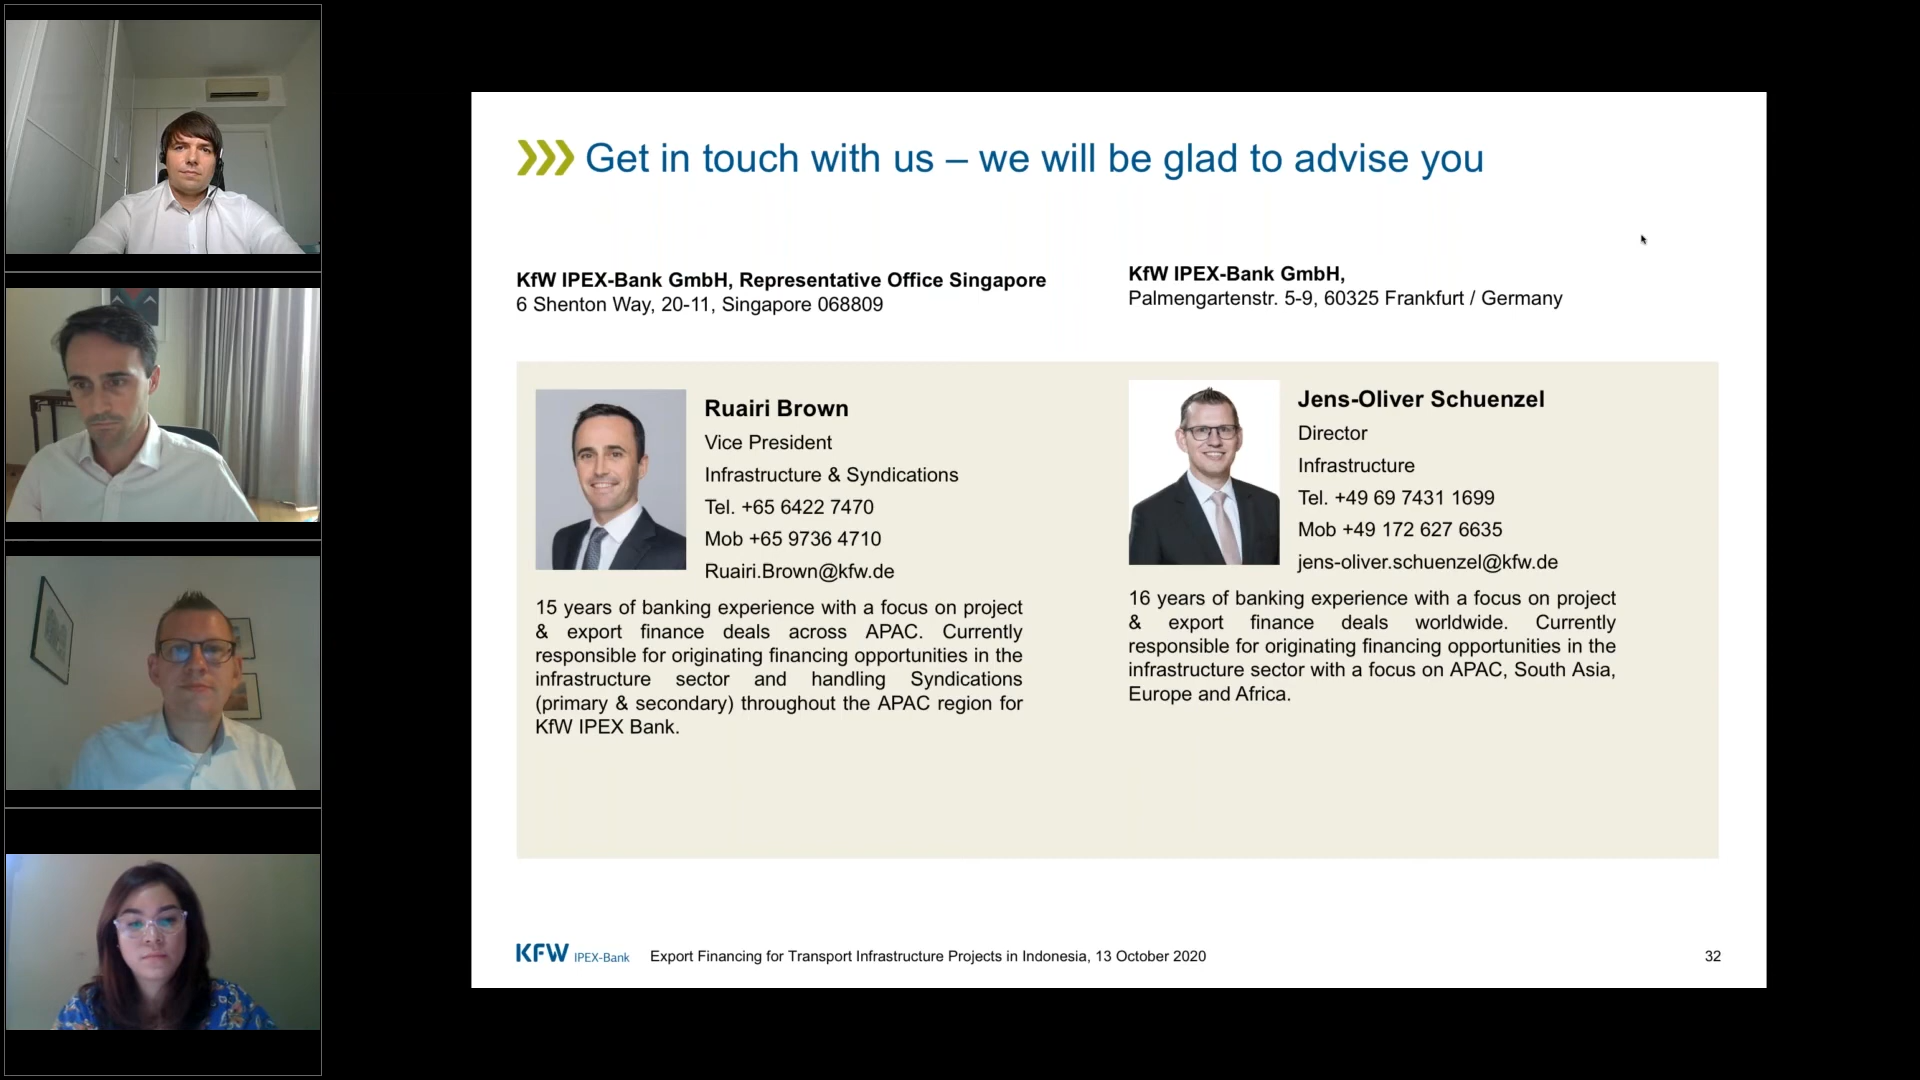 Get in touch with us – we will be glad to advise you
KfW IPEX-Bank GmbH, Representative Office Singapore
6 Shenton Way, 20-11, Singapore 068809
KfW IPEX-Bank GmbH,
Palmengartenstr. 5-9, 60325 Frankfurt / Germany
Ruairi Brown
Vice President
Infrastructure & Syndications
Tel. +65 6422 7470
Mob +65 9736 4710
Ruairi.Brown@kfw.de
15 years of banking experience with a focus on project
& export finance deals across APAC. Currently
responsible for originating financing opportunities in the
infrastructure sector and handling Syndications
(primary & secondary) throughout the APAC region for
KfW IPEX Bank.
Jens-Oliver Schuenzel
Director
Infrastructure
Tel. +49 69 7431 1699
Mob +49 172 627 6635
jens-oliver.schuenzel@kfw.de
16 years of banking experience with a focus on project
& export finance deals worldwide. Currently
responsible for originating financing opportunities in the
infrastructure sector with a focus on APAC, South Asia,
Europe and Africa.
KFW IPEX-Bank Export Financing for Transport Infrastructure Projects in Indonesia, 13 October 2020 32